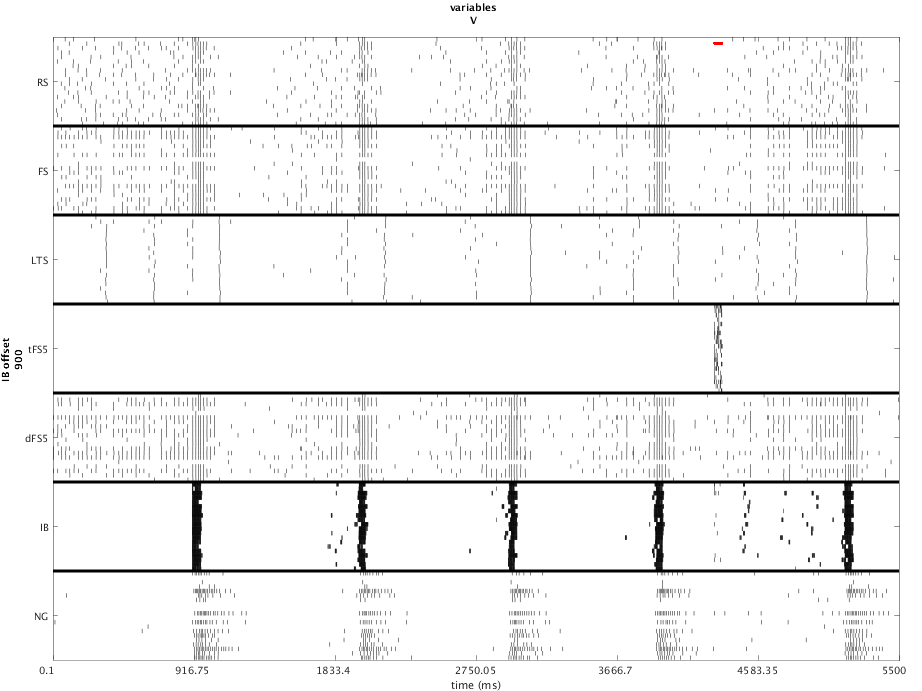 variables
V
RS
FS
LTS
tFS5
dFS5
IB
NG
IB offset
900
0.1
916.75
1833.4
2750.05
3666.7
4583.35
5500
time (ms)